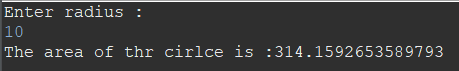 Enter radius :
10
The area of thr cirlce is :314.1592653589793